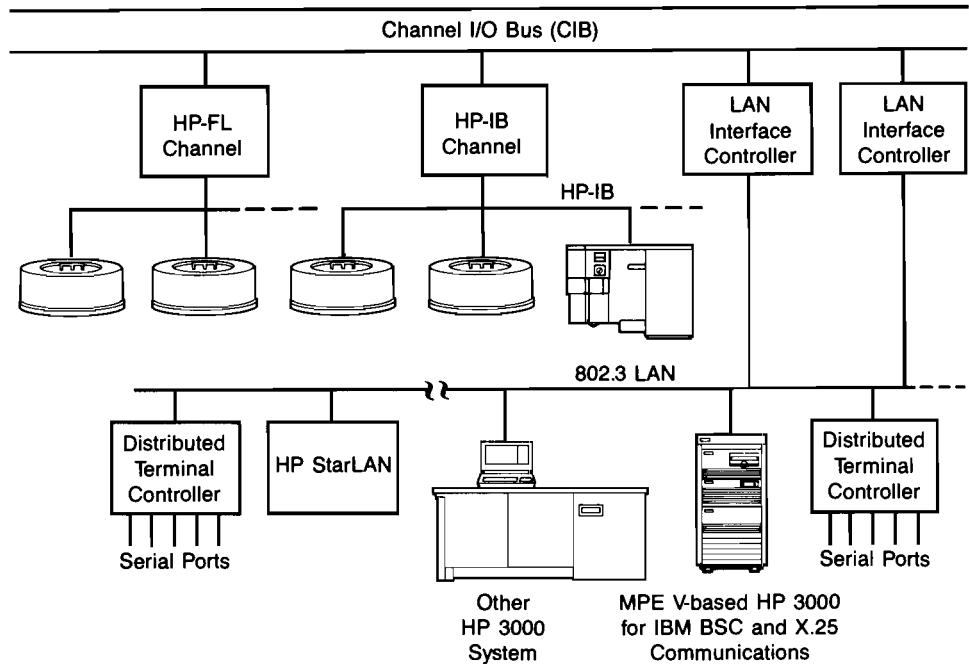 Channel I/O Bus (CIB)
HP-FL
Channel
HP-IB
Channel
LAN
Interface
Controller
LAN
Interface
Controller
HP-IB
802.3 LAN
Distributed
Terminal
Controller
HP StarLAN
Distributed
Terminal
Controller
Serial Ports
Serial Ports
Other
HP 3000
System
MPE V-based HP 3000
for IBM BSC and X.25
Communications